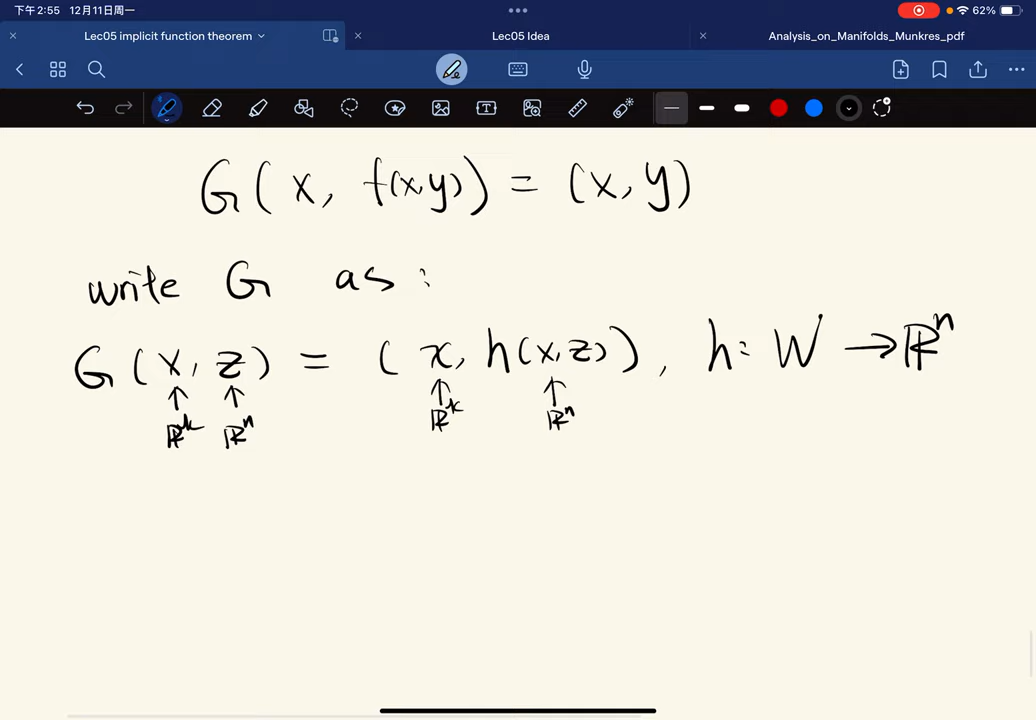 下午2:55 12月11日周一
62%
Lec05 implicit function theorem
Lec05 Idea
Analysis_on_Manifolds_Munkres_pdf
G(x, f(x,y)) = (x,y)
write G as:
G(x, z) = (x, h(x,z)), h: W → ℝⁿ
ℝᵏ ℝⁿ ℝᵏ ℝⁿ